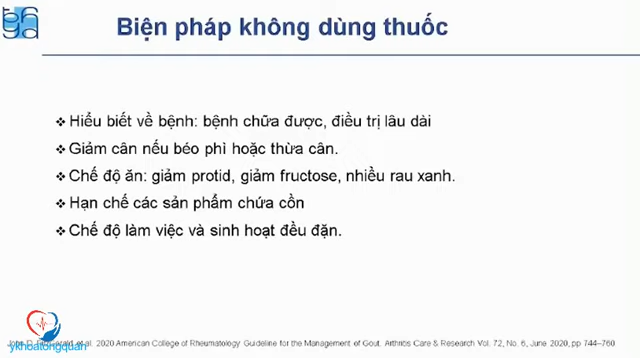 Biện pháp không dùng thuốc
❖ Hiểu biết về bệnh: bệnh chữa được, điều trị lâu dài
❖ Giảm cân nếu béo phì hoặc thừa cân.
❖ Chế độ ăn: giảm protid, giảm fructose, nhiều rau xanh.
❖ Hạn chế các sản phẩm chứa cồn
❖ Chế độ làm việc và sinh hoạt đều đặn.
et al. 2020 American College of Rheumatology Guideline for the Management of Gout. Arthritis Care & Research Vol. 72, No. 6, June 2020, pp 744–760
ykhoatongquan